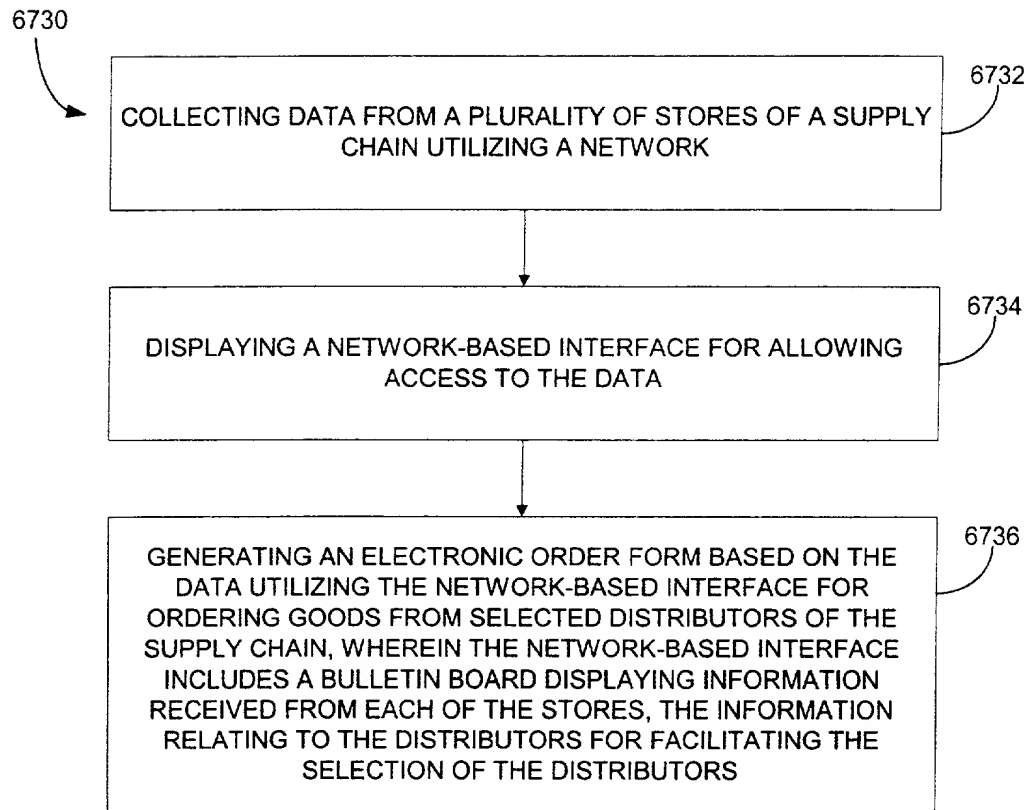 6730
6732
COLLECTING DATA FROM A PLURALITY OF STORES OF A SUPPLY
CHAIN UTILIZING A NETWORK
6734
DISPLAYING A NETWORK-BASED INTERFACE FOR ALLOWING
ACCESS TO THE DATA
6736
GENERATING AN ELECTRONIC ORDER FORM BASED ON THE
DATA UTILIZING THE NETWORK-BASED INTERFACE FOR
ORDERING GOODS FROM SELECTED DISTRIBUTORS OF THE
SUPPLY CHAIN, WHEREIN THE NETWORK-BASED INTERFACE
INCLUDES A BULLETIN BOARD DISPLAYING INFORMATION
RECEIVED FROM EACH OF THE STORES, THE INFORMATION
RELATING TO THE DISTRIBUTORS FOR FACILITATING THE
SELECTION OF THE DISTRIBUTORS